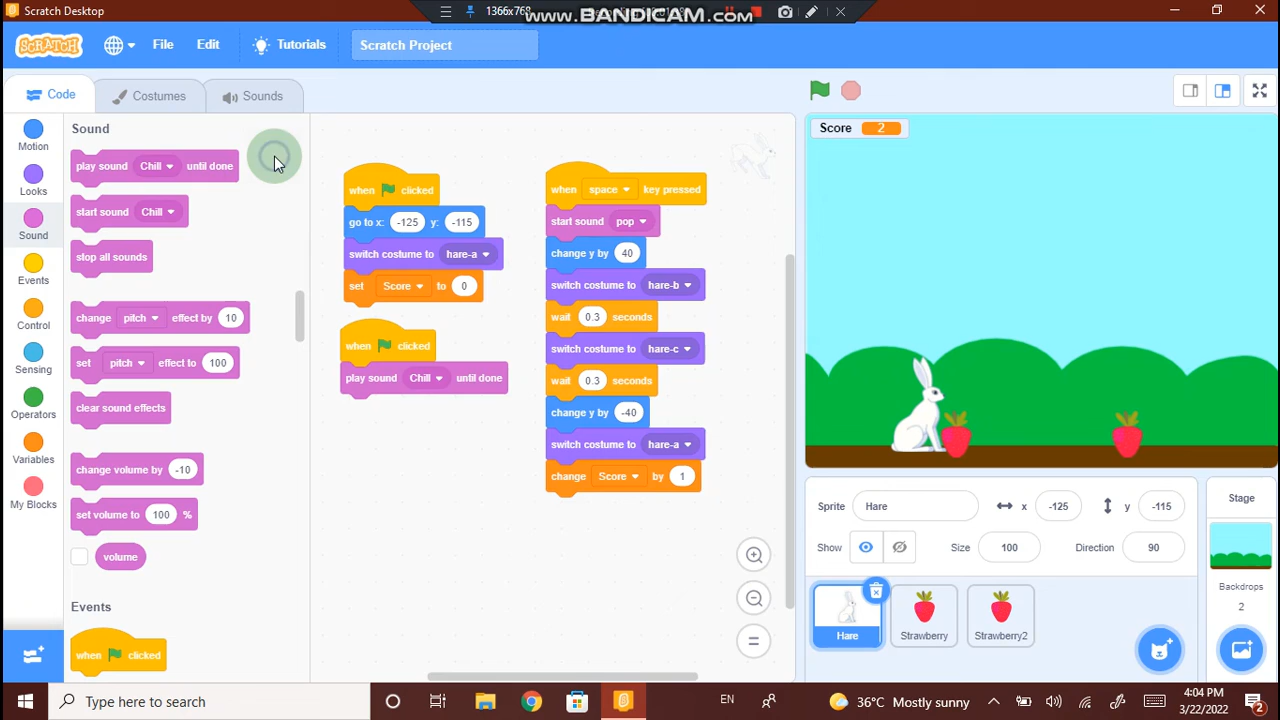 Scratch Desktop
1366x768
www.BANDICAM.com
SCRATCH
File
Edit
Tutorials
Scratch Project
Code
Costumes
Sounds
Motion
Looks
Sound
Events
Control
Sensing
Operators
Variables
My Blocks
Sound
play sound Chill until done
start sound Chill
stop all sounds
change pitch effect by 10
set pitch effect to 100
clear sound effects
change volume by -10
set volume to 100 %
volume
Events
when clicked
when clicked
go to x: -125 y: -115
switch costume to hare-a
set Score to 0
when clicked
play sound Chill until done
when space key pressed
start sound pop
change y by 40
switch costume to hare-b
wait 0.3 seconds
switch costume to hare-c
wait 0.3 seconds
change y by -40
switch costume to hare-a
change Score by 1
Score 2
Sprite Hare x -125 y -115
Show Size 100 Direction 90
Hare
Strawberry
Strawberry2
Stage
Backdrops
2
Type here to search
EN
36°C Mostly sunny
4:04 PM
3/22/2022
2